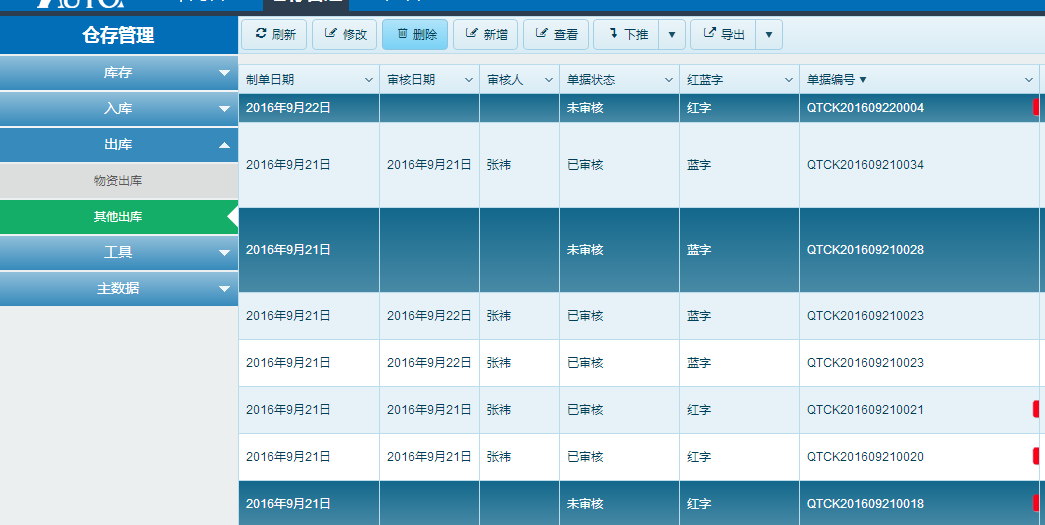 仓存管理
刷新 修改 删除 新增 查看 下推 导出
库存
入库
出库
物资出库
其他出库
工具
主数据
制单日期 审核日期 审核人 单据状态 红蓝字 单据编号
2016年9月22日 未审核 红字 QTCK201609220004
2016年9月21日 2016年9月21日 张祎 已审核 蓝字 QTCK201609210034
2016年9月21日 未审核 蓝字 QTCK201609210028
2016年9月21日 2016年9月22日 张祎 已审核 蓝字 QTCK201609210023
2016年9月21日 2016年9月22日 张祎 已审核 蓝字 QTCK201609210023
2016年9月21日 2016年9月21日 张祎 已审核 红字 QTCK201609210021
2016年9月21日 2016年9月21日 张祎 已审核 红字 QTCK201609210020
2016年9月21日 未审核 红字 QTCK201609210018